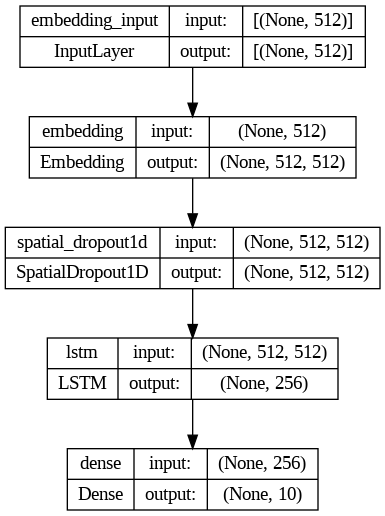 embedding_input input: [(None, 512)]
InputLayer output: [(None, 512)]
embedding input: (None, 512)
Embedding output: (None, 512, 512)
spatial_dropout1d input: (None, 512, 512)
SpatialDropout1D output: (None, 512, 512)
lstm input: (None, 512, 512)
LSTM output: (None, 256)
dense input: (None, 256)
Dense output: (None, 10)